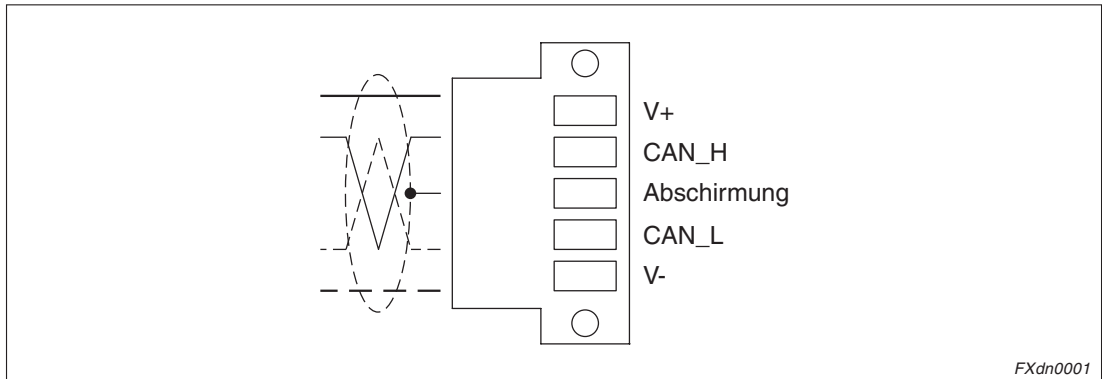 V+
CAN_H
Abschirmung
CAN_L
V-
FXdn0001